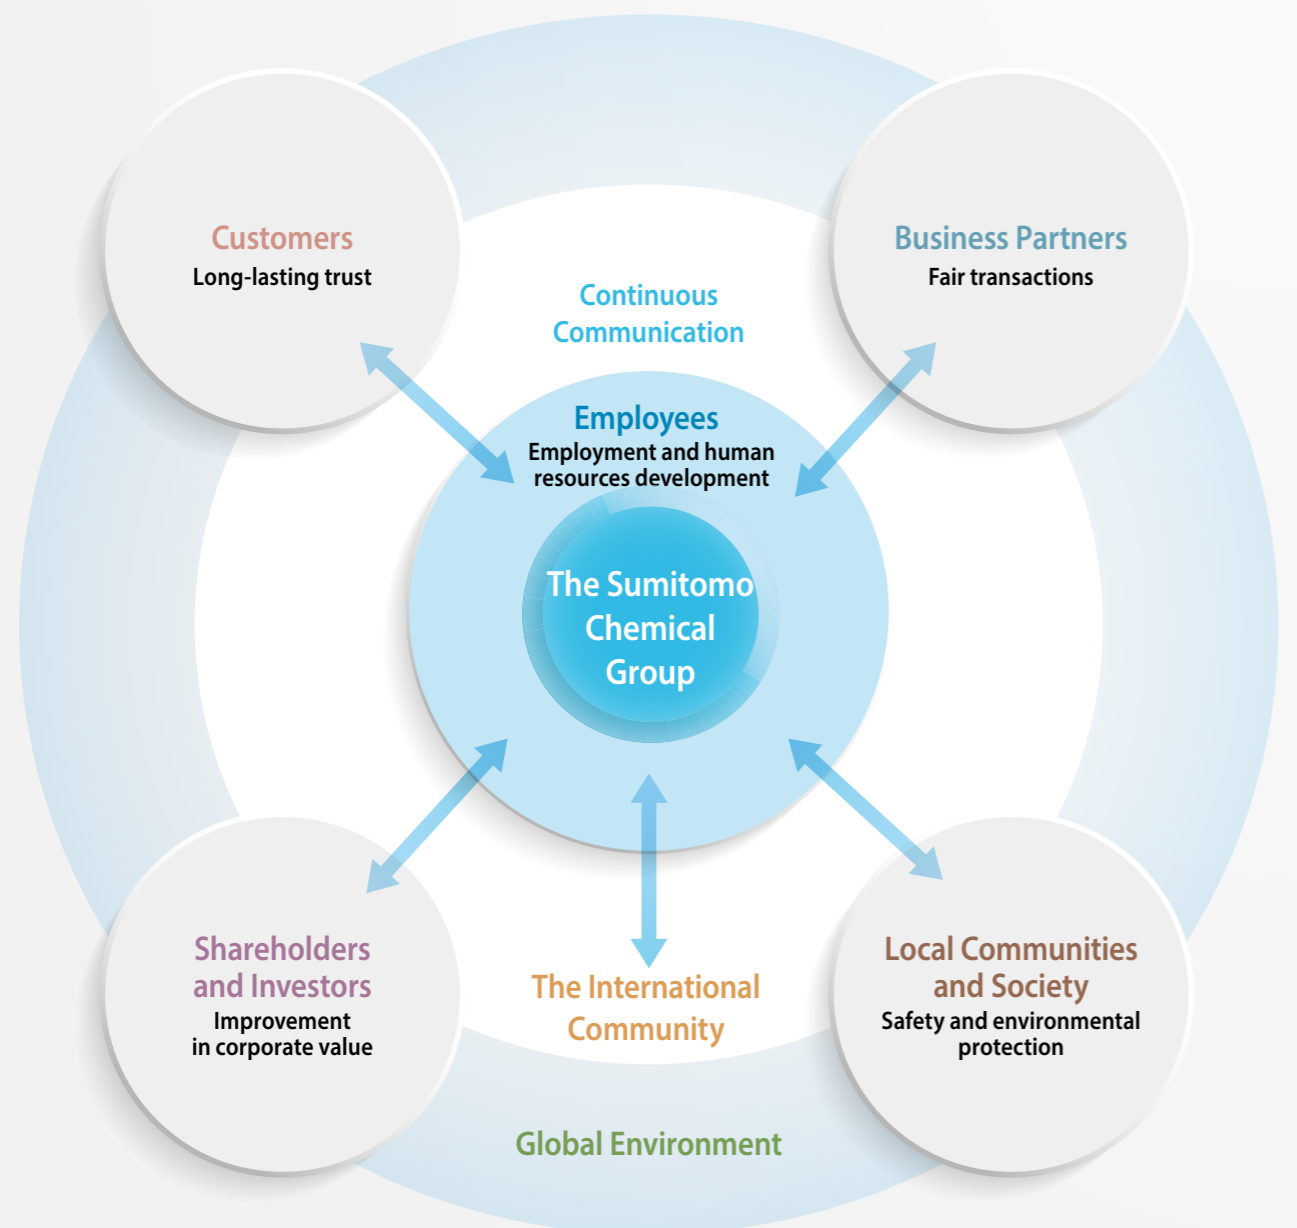 Customers
Long-lasting trust
Business Partners
Fair transactions
Continuous
Communication
Employees
Employment and human
resources development
The Sumitomo
Chemical
Group
Shareholders
and Investors
Improvement
in corporate value
The International
Community
Local Communities
and Society
Safety and environmental
protection
Global Environment